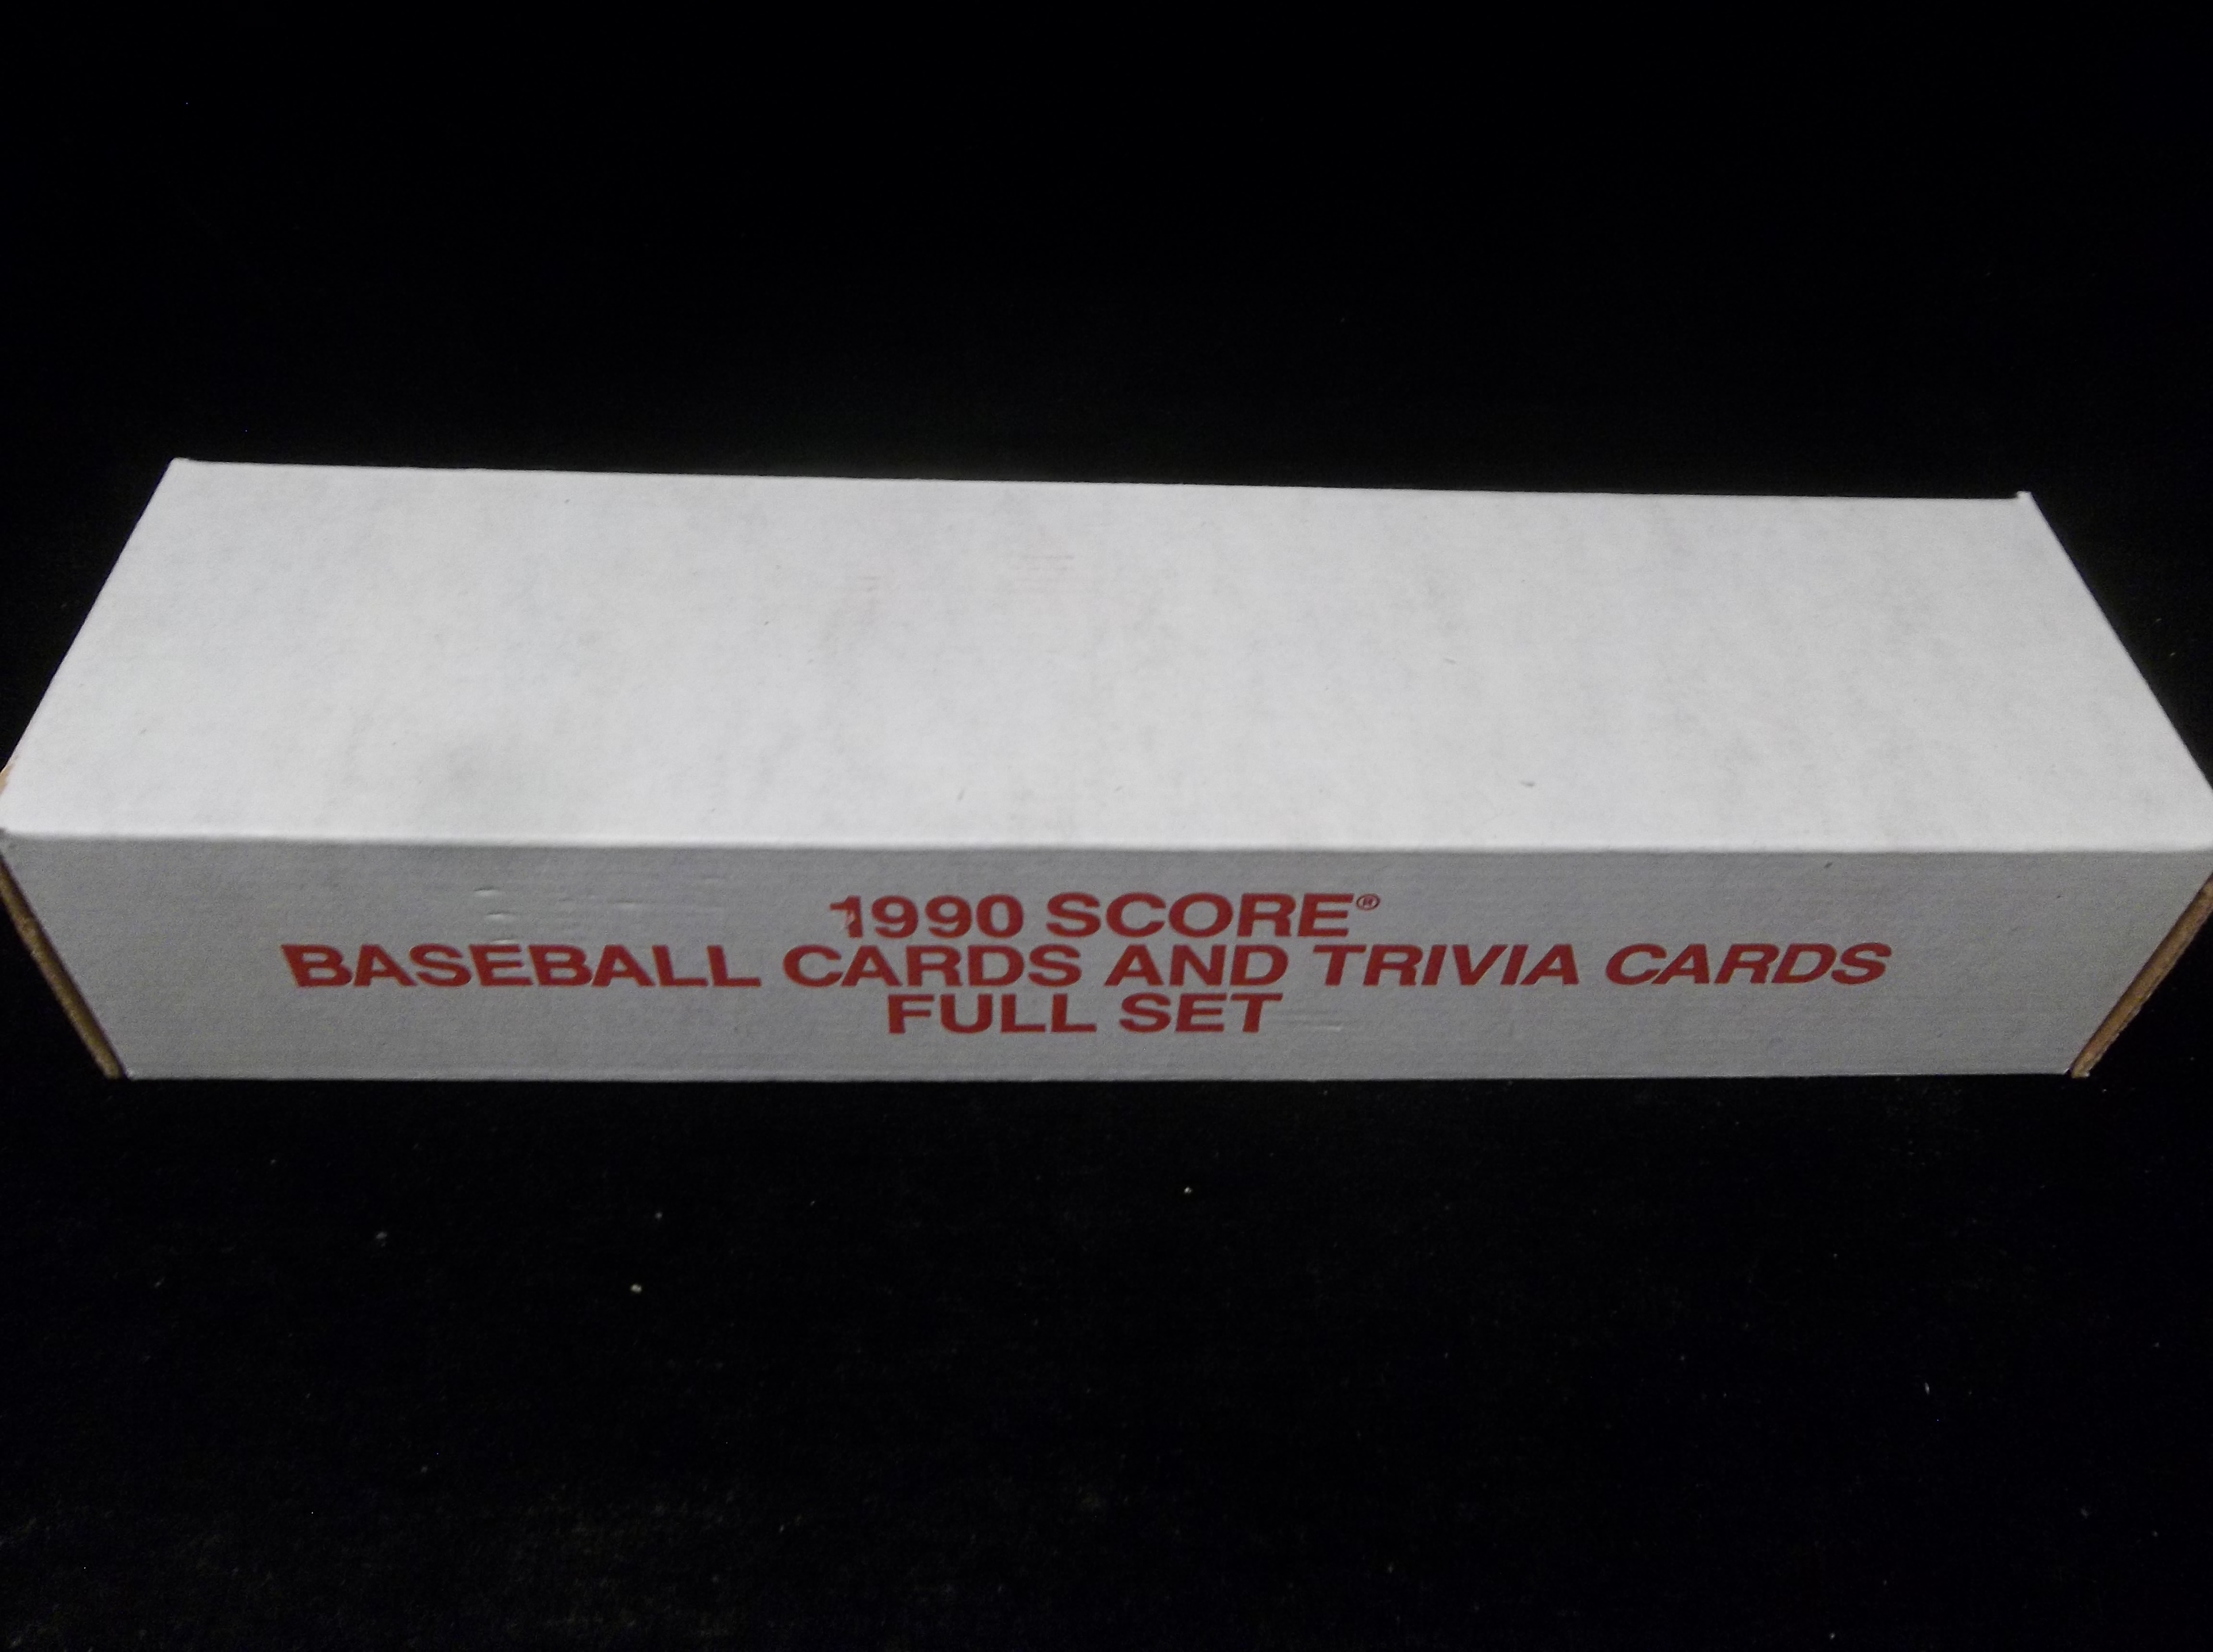 1990 SCORE®
BASEBALL CARDS AND TRIVIA CARDS
FULL SET